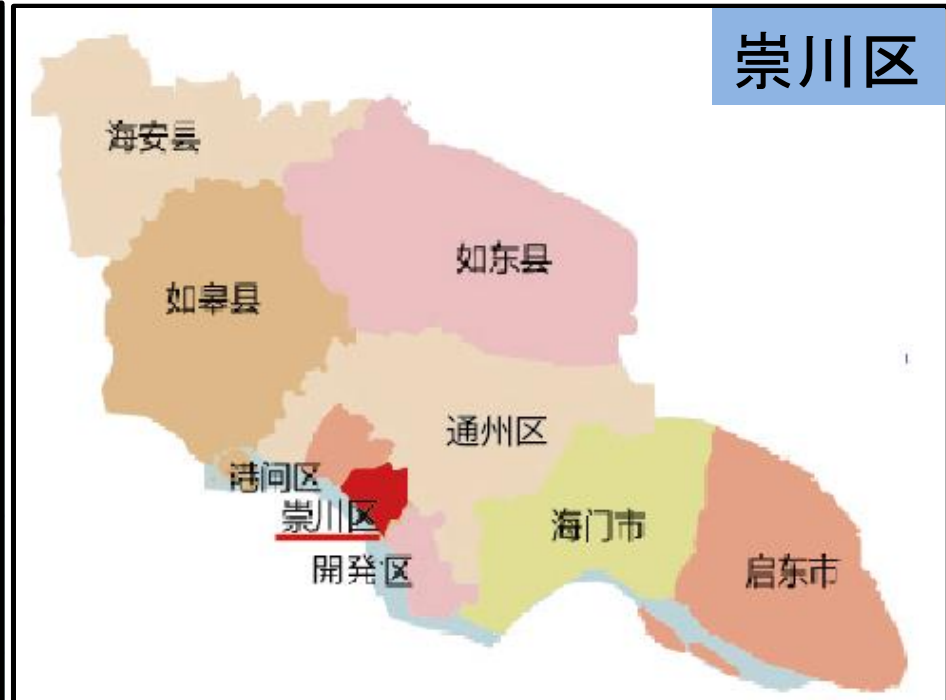 崇川区
海安县
如东县
如皋县
通州区
港闸区
崇川区
海门市
開発区
启东市